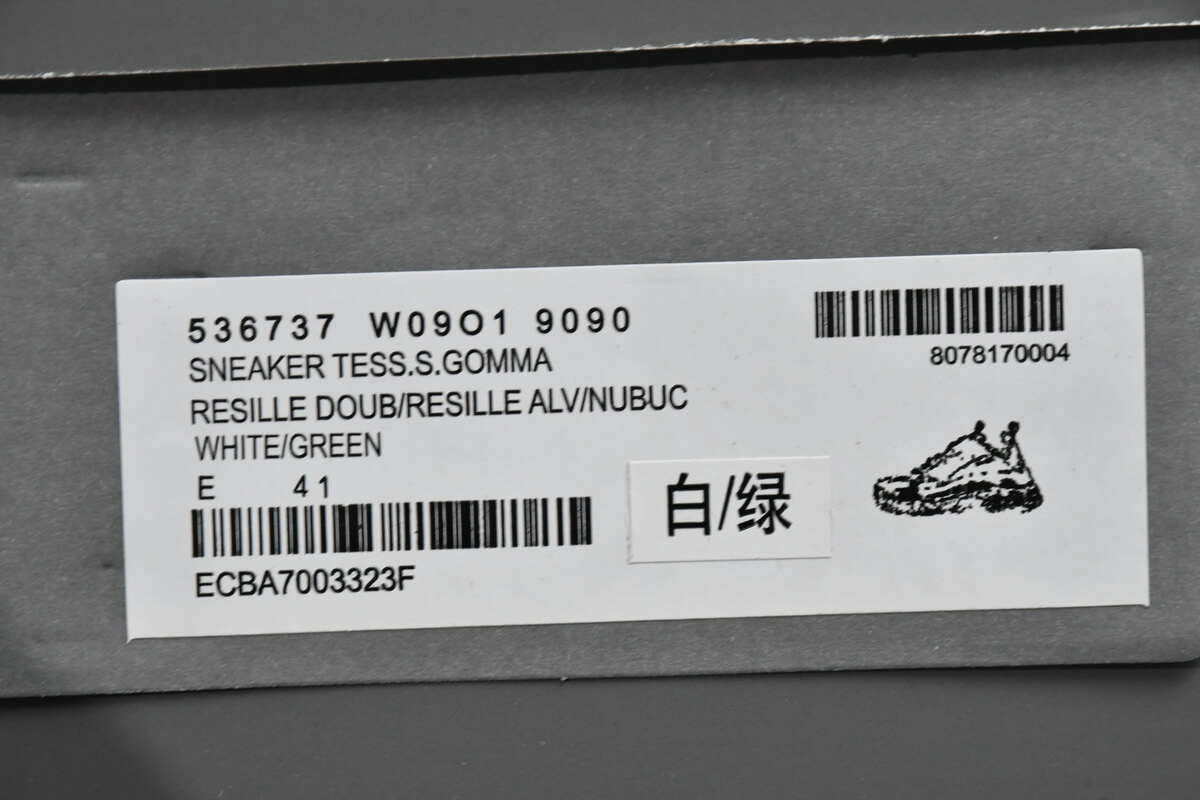 536737 W09O1 9090
8078170004
SNEAKER TESS.S.GOMMA
RESILLE DOUB/RESILLE ALV/NUBUC
WHITE/GREEN
E 41
白/绿
ECBA7003323F